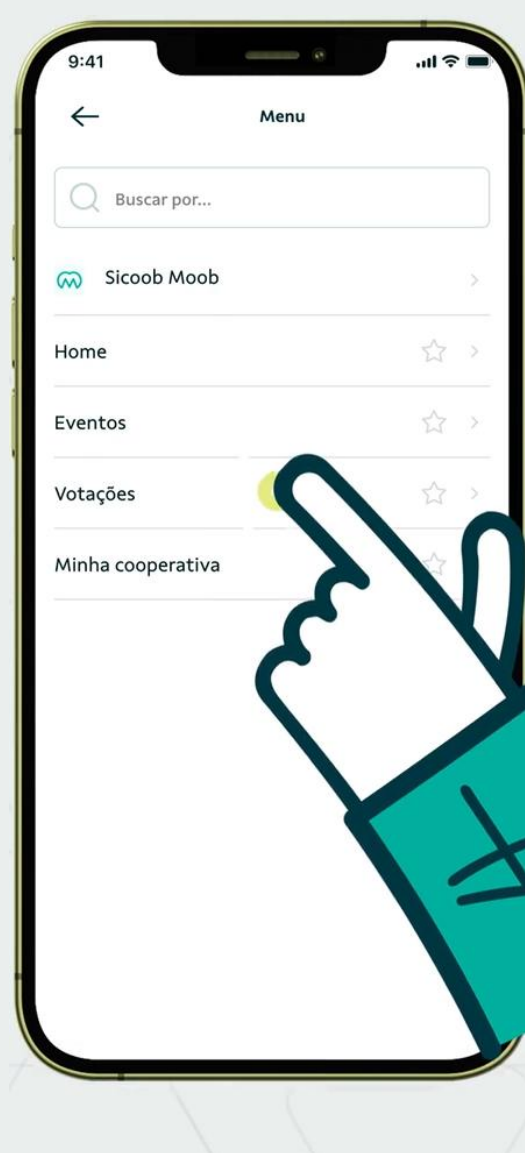 9:41
Menu
Buscar por...
Sicoob Moob
Home
Eventos
Votações
Minha cooperativa